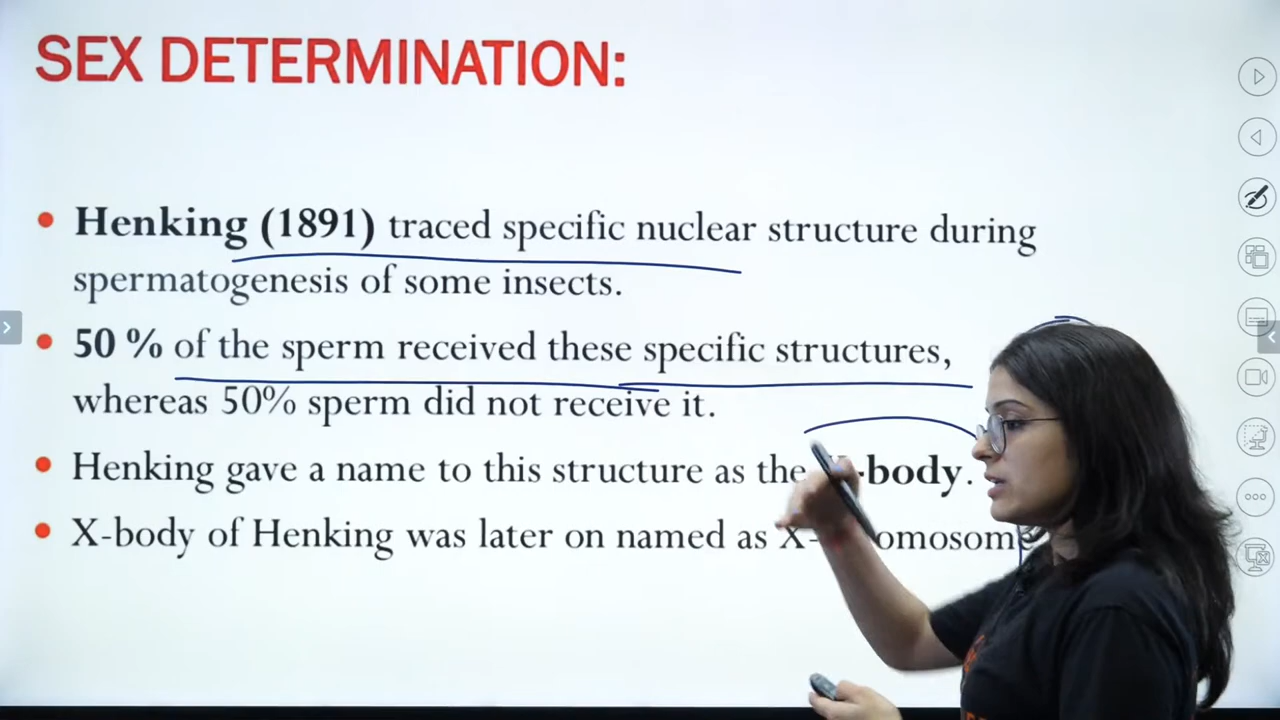 SEX DETERMINATION:
Henking (1891) traced specific nuclear structure during
spermatogenesis of some insects.
50 % of the sperm received these specific structures,
whereas 50% sperm did not receive it.
Henking gave a name to this structure as the -body.
X-body of Henking was later on named as X-